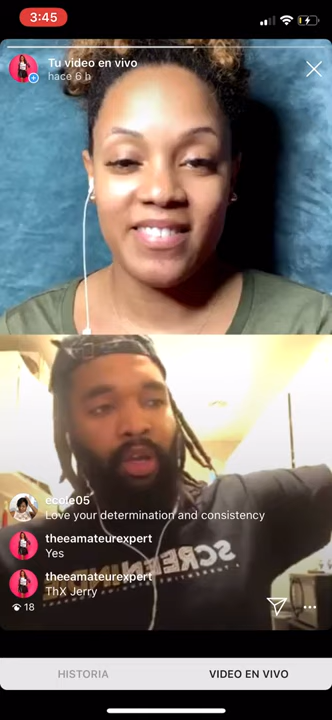 3:45
Tu video en vivo
hace 6 h
ecole05
Love your determination and consistency
theeamateurexpert
Yes
theeamateurexpert
ThX Jerry
18
HISTORIA
VIDEO EN VIVO